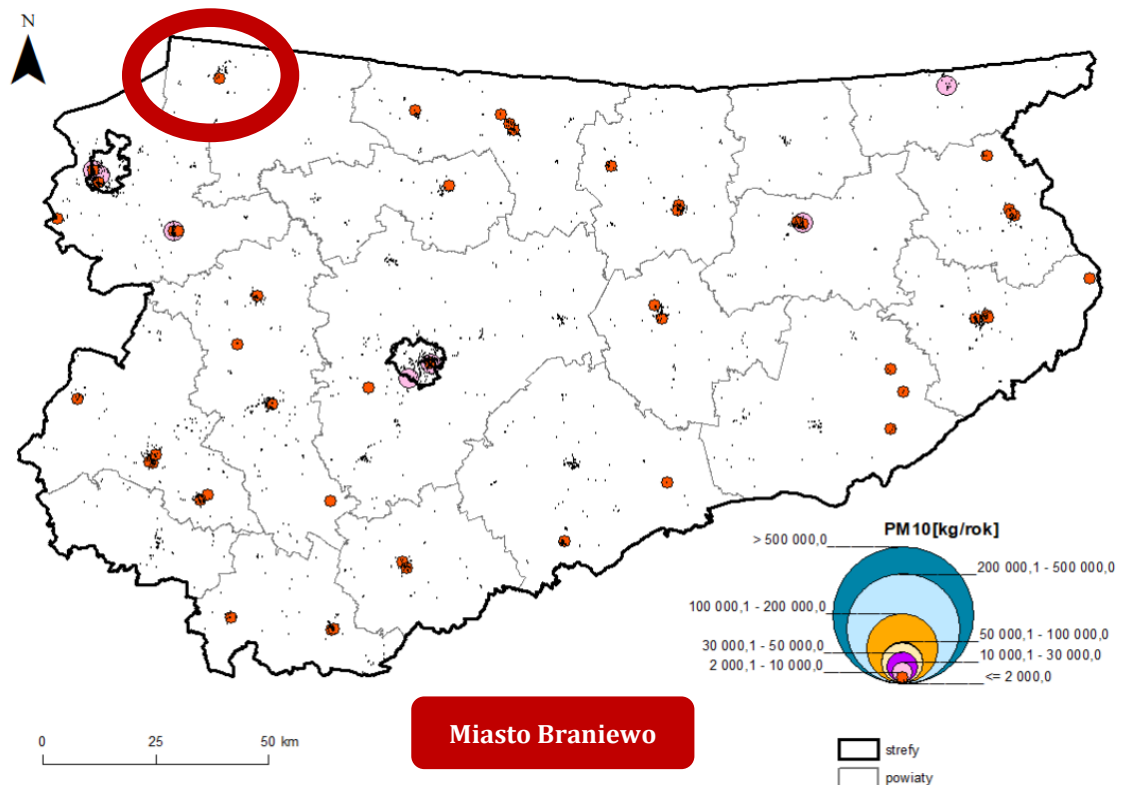 N
PM10[kg/rok]
> 500 000,0
200 000,1 - 500 000,0
100 000,1 - 200 000,0
50 000,1 - 100 000,0
30 000,1 - 50 000,0
10 000,1 - 30 000,0
2 000,1 - 10 000,0
<= 2 000,0
Miasto Braniewo
0 25 50 km
strefy
powiaty